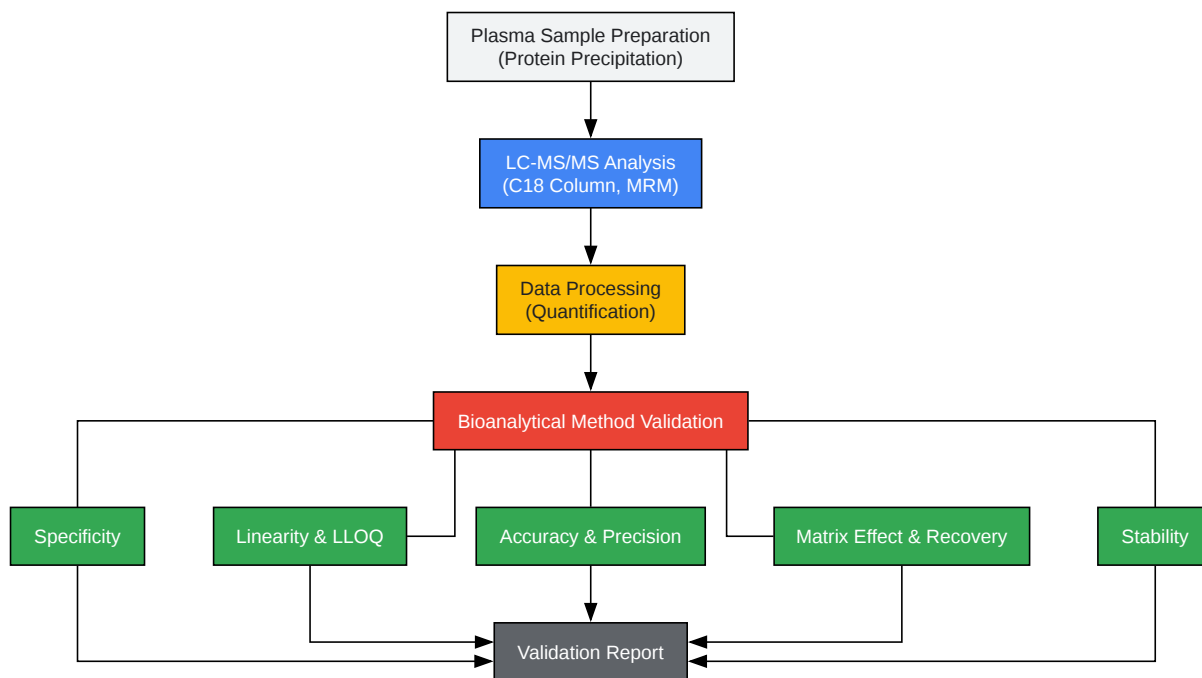 Plasma Sample Preparation
(Protein Precipitation)
LC-MS/MS Analysis
(C18 Column, MRM)
Data Processing
(Quantification)
Bioanalytical Method Validation
Specificity
Linearity & LLOQ
Accuracy & Precision
Matrix Effect & Recovery
Stability
Validation Report